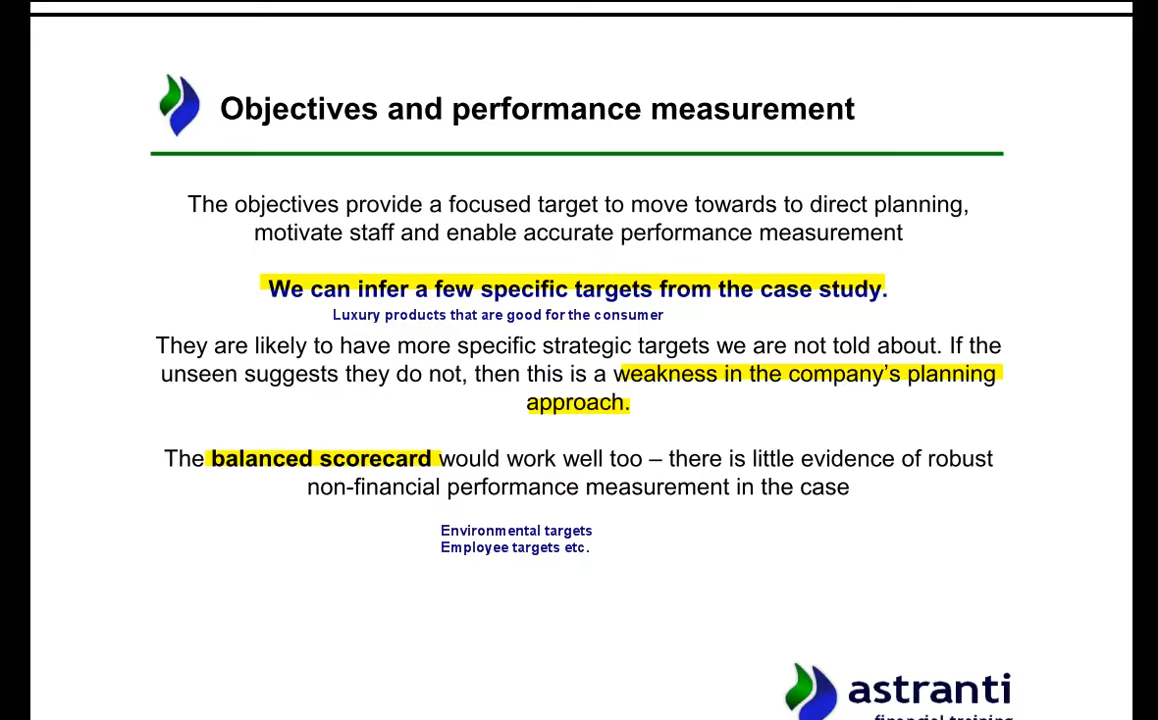 Objectives and performance measurement
The objectives provide a focused target to move towards to direct planning,
motivate staff and enable accurate performance measurement
We can infer a few specific targets from the case study.
Luxury products that are good for the consumer
They are likely to have more specific strategic targets we are not told about. If the
unseen suggests they do not, then this is a weakness in the company’s planning
approach.
The balanced scorecard would work well too – there is little evidence of robust
non-financial performance measurement in the case
Environmental targets
Employee targets etc.
astranti
financial training